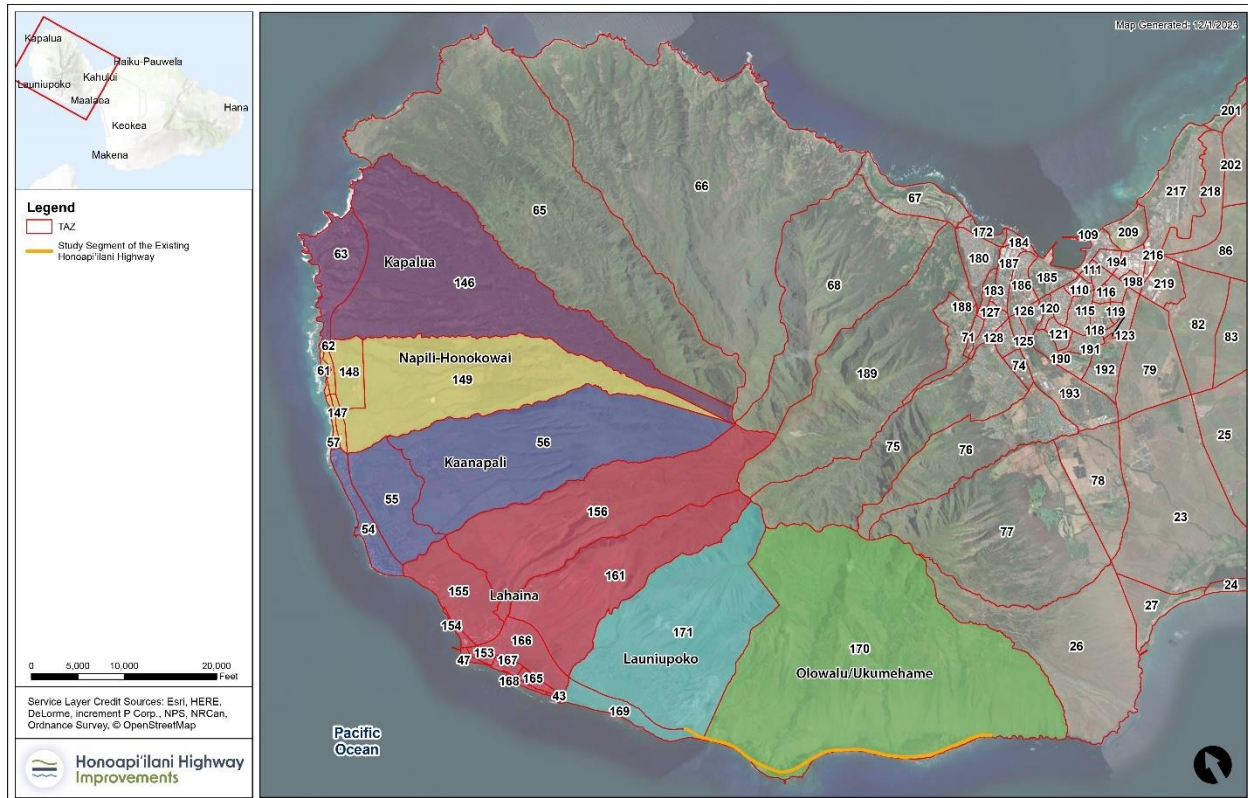 Kapalua
Haiku-Pauwela
Kahului
Launiupoko
Maalaea
Hana
Keokea
Makena
Legend
TAZ
Study Segment of the Existing
Honoapi'ilani Highway
0 5,000 10,000 20,000
Feet
Service Layer Credit Sources: Esri, HERE,
DeLorme, increment P Corp., NPS, NRCan,
Ordnance Survey, © OpenStreetMap
Honoapi'ilani Highway
Improvements
Map Generated: 12/1/2023
201
202
66
217
218
67
65
172
109
209
184
63
180
86
187
194
216
Kapalua
111
185
146
183
186
110
116
198
219
68
188
127
126
120
115
119
82
62
71
128
125
121
118
123
83
Napili-Honokowai
191
190
61
148
149
74
189
192
79
193
147
57
56
75
76
25
Kaanapali
78
55
156
23
54
77
161
155
24
Lahaina
27
154
171
166
153
170
26
47
167
Launiupoko
168
165
Olowalu/Ukumehame
43
169
Pacific
Ocean